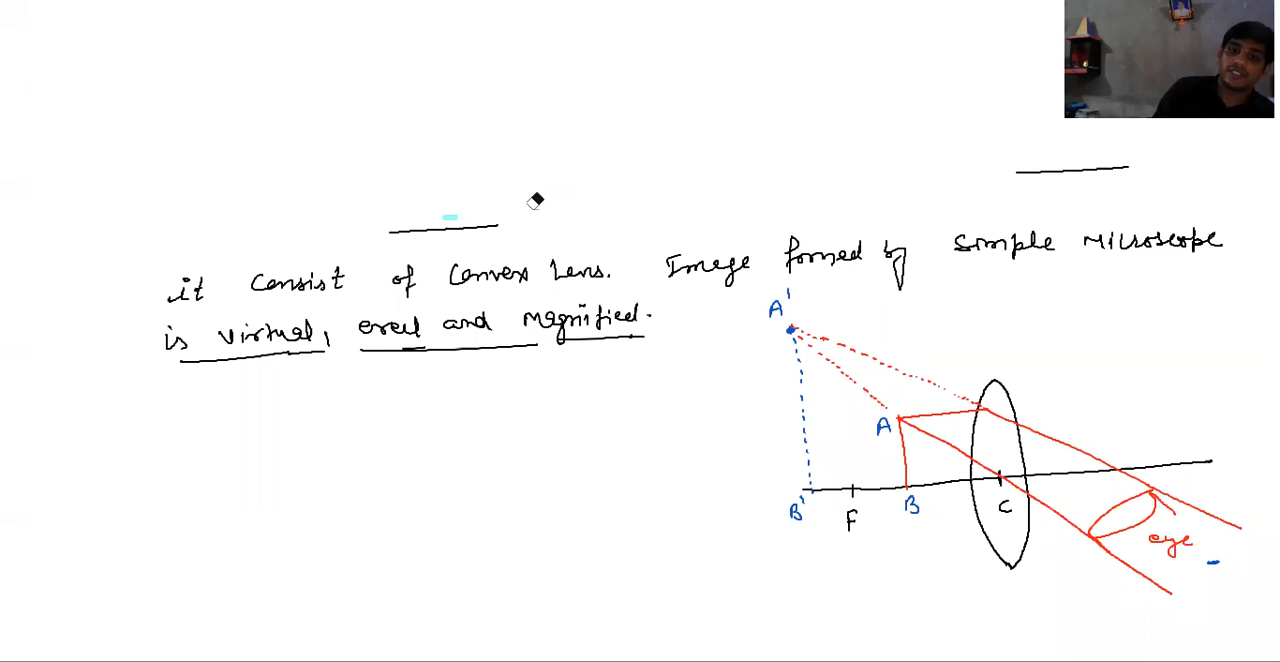 it consist of convex lens. Image formed by simple Microscope
is virtual, erect and magnified.
A'
A
B' F B C
eye